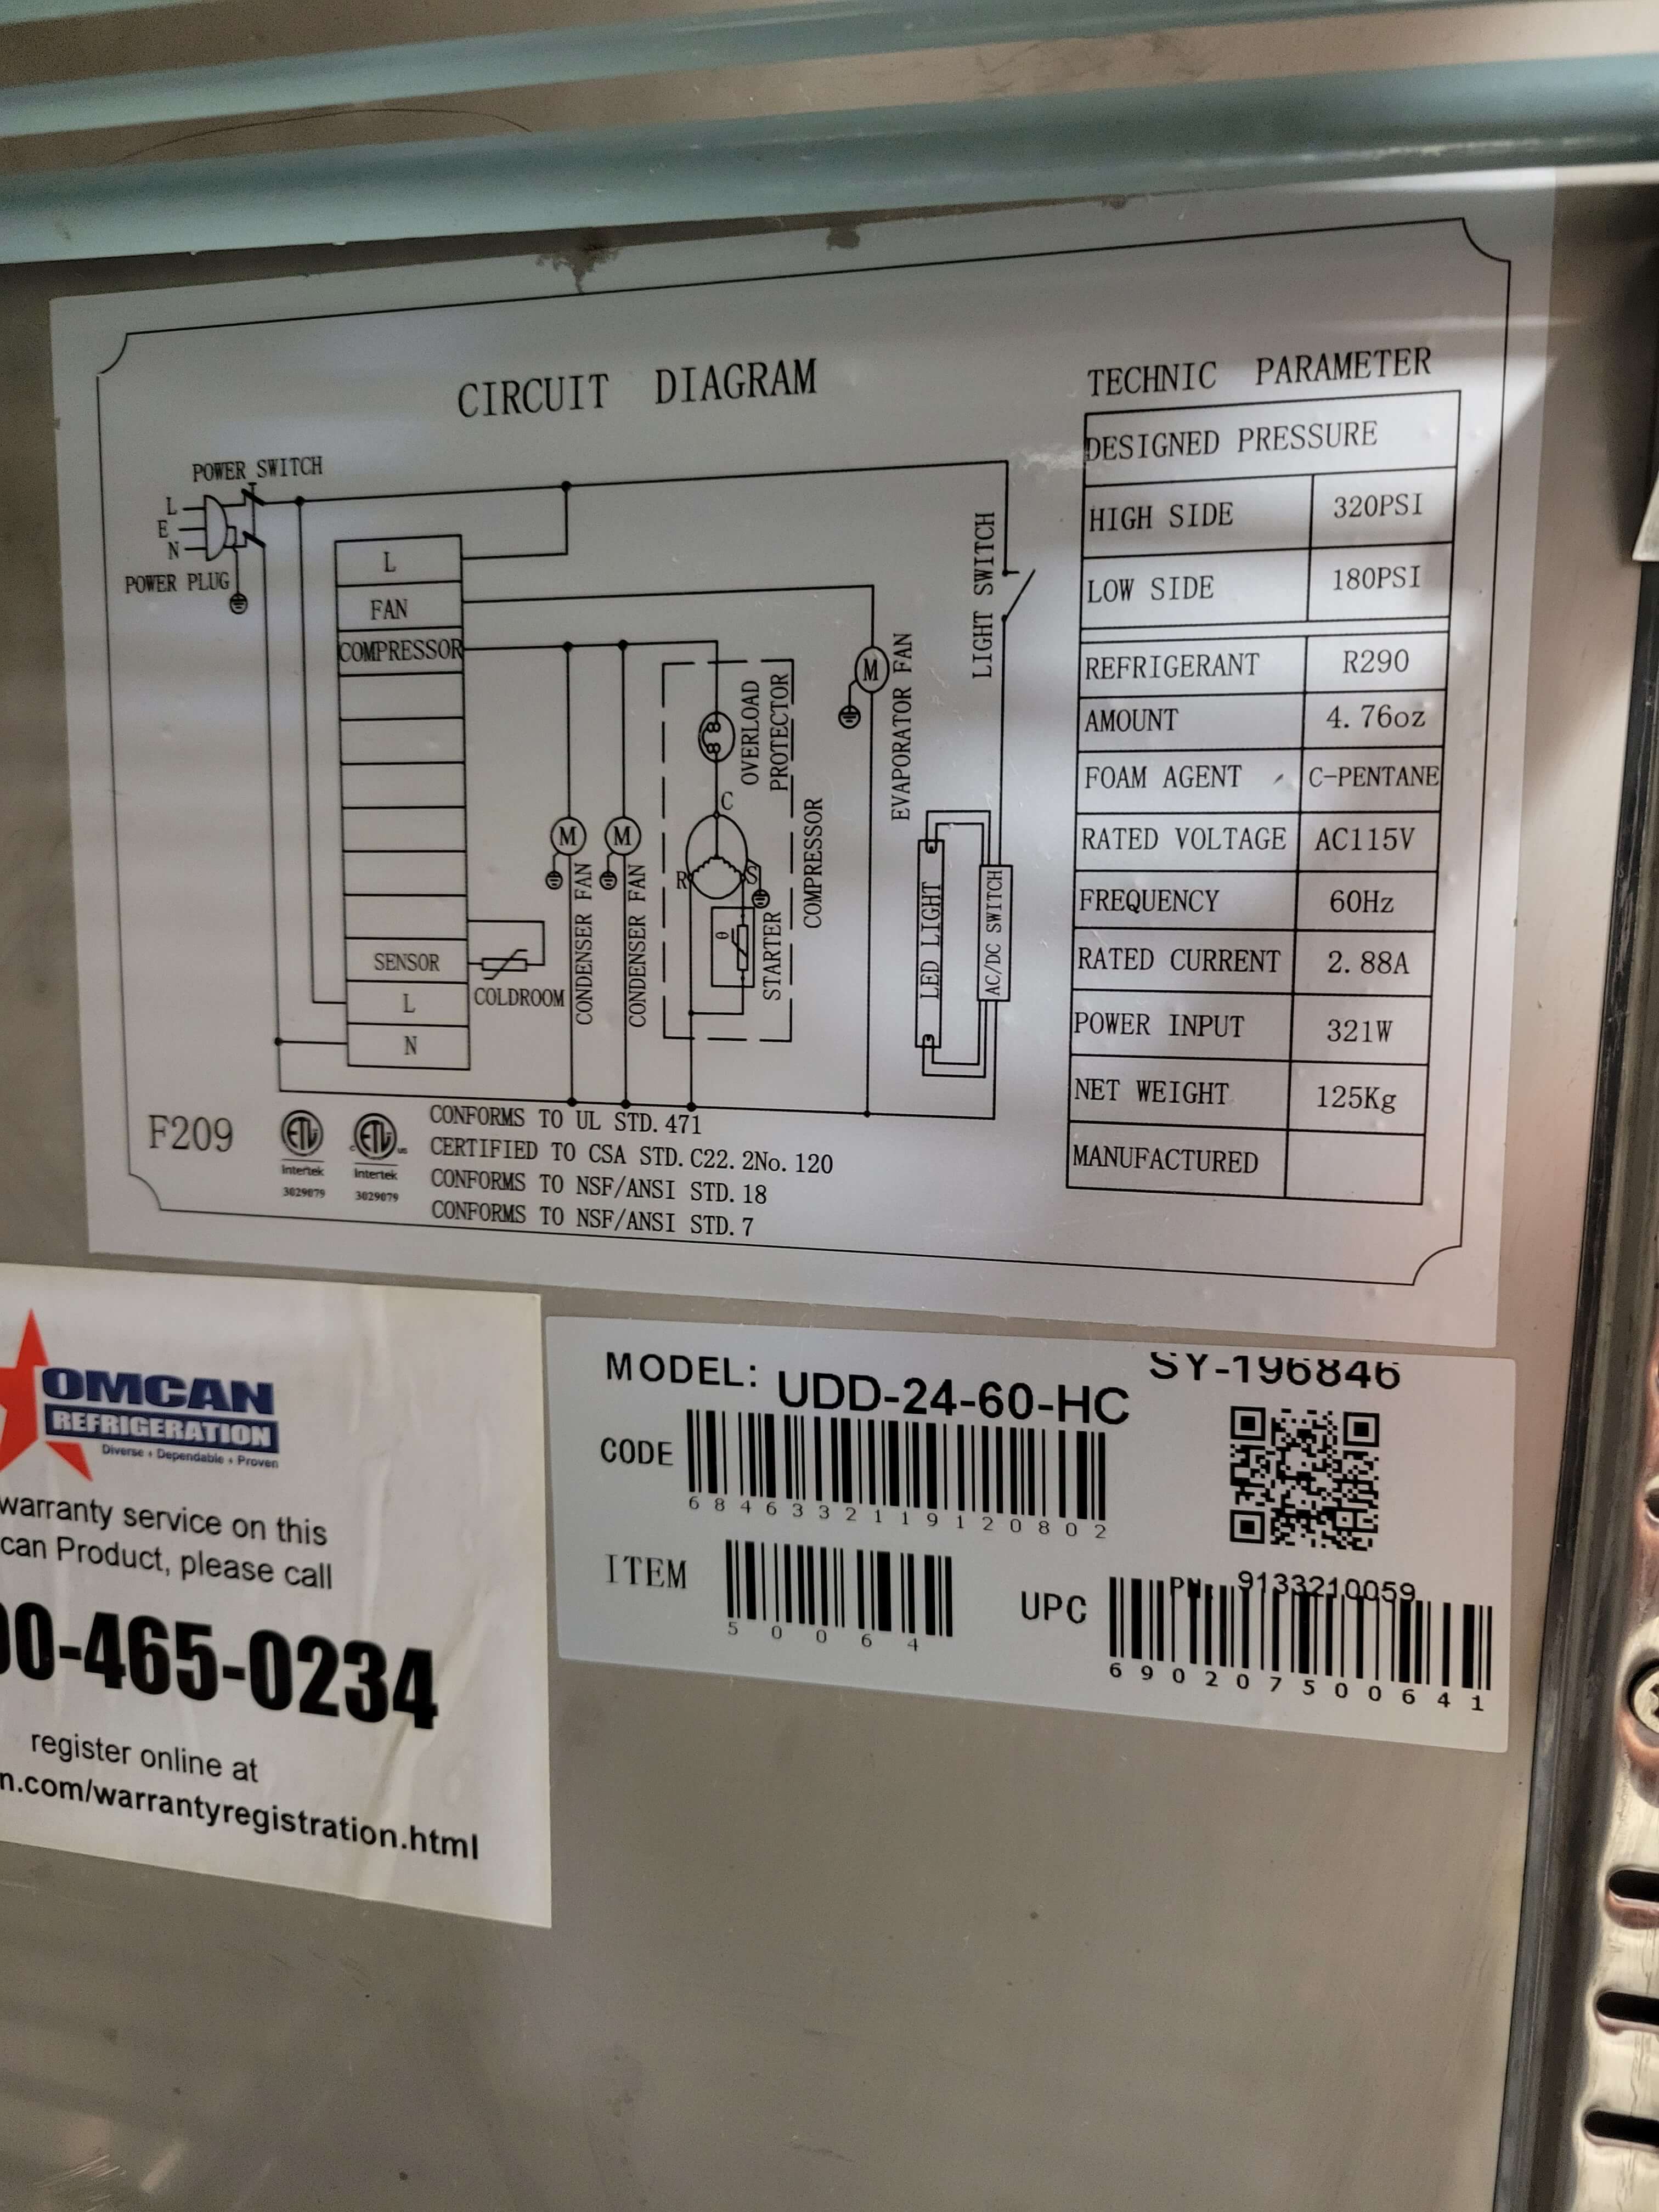 CIRCUIT DIAGRAM
POWER SWITCH
L
E
N
POWER PLUG
L
FAN
COMPRESSOR
SENSOR
L
N
COLDROOM
M
CONDENSER FAN
M
CONDENSER FAN
OVERLOAD
PROTECTOR
C
R
S
θ
STARTER
COMPRESSOR
M
EVAPORATOR FAN
LIGHT SWITCH
LED LIGHT
AC/DC SWITCH
TECHNIC PARAMETER
DESIGNED PRESSURE
HIGH SIDE 320PSI
LOW SIDE 180PSI
REFRIGERANT R290
AMOUNT 4.76oz
FOAM AGENT C-PENTANE
RATED VOLTAGE AC115V
FREQUENCY 60Hz
RATED CURRENT 2.88A
POWER INPUT 321W
NET WEIGHT 125Kg
MANUFACTURED
F209
ETL
Intertek
3029079
c ETL us
Intertek
3029079
CONFORMS TO UL STD.471
CERTIFIED TO CSA STD.C22.2No.120
CONFORMS TO NSF/ANSI STD.18
CONFORMS TO NSF/ANSI STD.7
OMCAN
REFRIGERATION
Diverse • Dependable • Proven
warranty service on this
can Product, please call
00-465-0234
register online at
n.com/warrantyregistration.html
MODEL: UDD-24-60-HC
SY-196846
CODE
6846332119120802
ITEM
50064
PN: 9133210059
UPC
690207500641